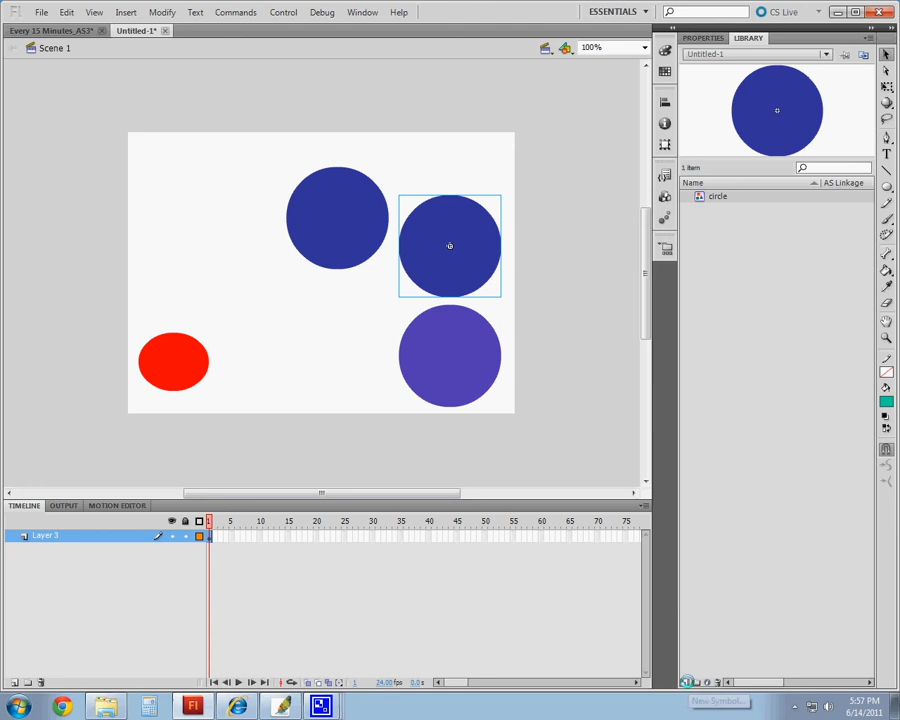 Fl File Edit View Insert Modify Text Commands Control Debug Window Help ESSENTIALS CS Live
Every 15 Minutes_AS3* Untitled-1*
Scene 1 100%
PROPERTIES LIBRARY
Untitled-1
1 item
Name AS Linkage
circle
TIMELINE OUTPUT MOTION EDITOR
1 5 10 15 20 25 30 35 40 45 50 55 60 65 70 75
Layer 3
1 24.00 fps 0.0 s
New Symbol...
Fl
5:57 PM
6/14/2011